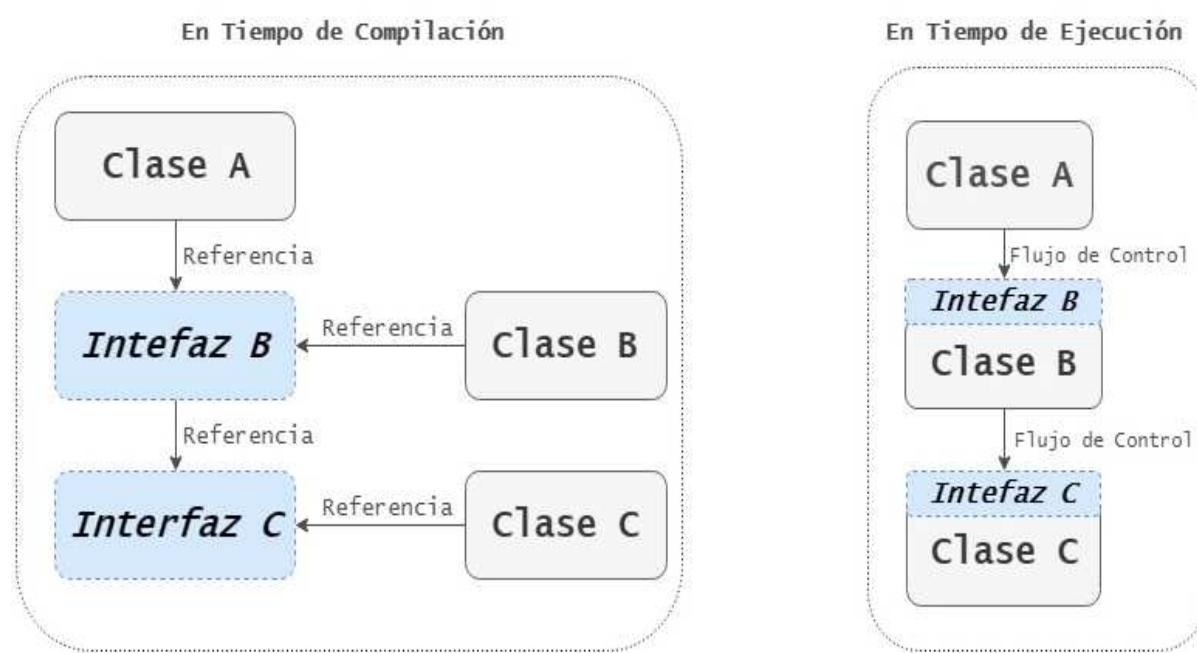 En Tiempo de Compilación
Clase A
Referencia
Intefaz B
Referencia
Clase B
Referencia
Interfaz C
Referencia
Clase C
En Tiempo de Ejecución
Clase A
Flujo de Control
Intefaz B
Clase B
Flujo de Control
Intefaz C
Clase C